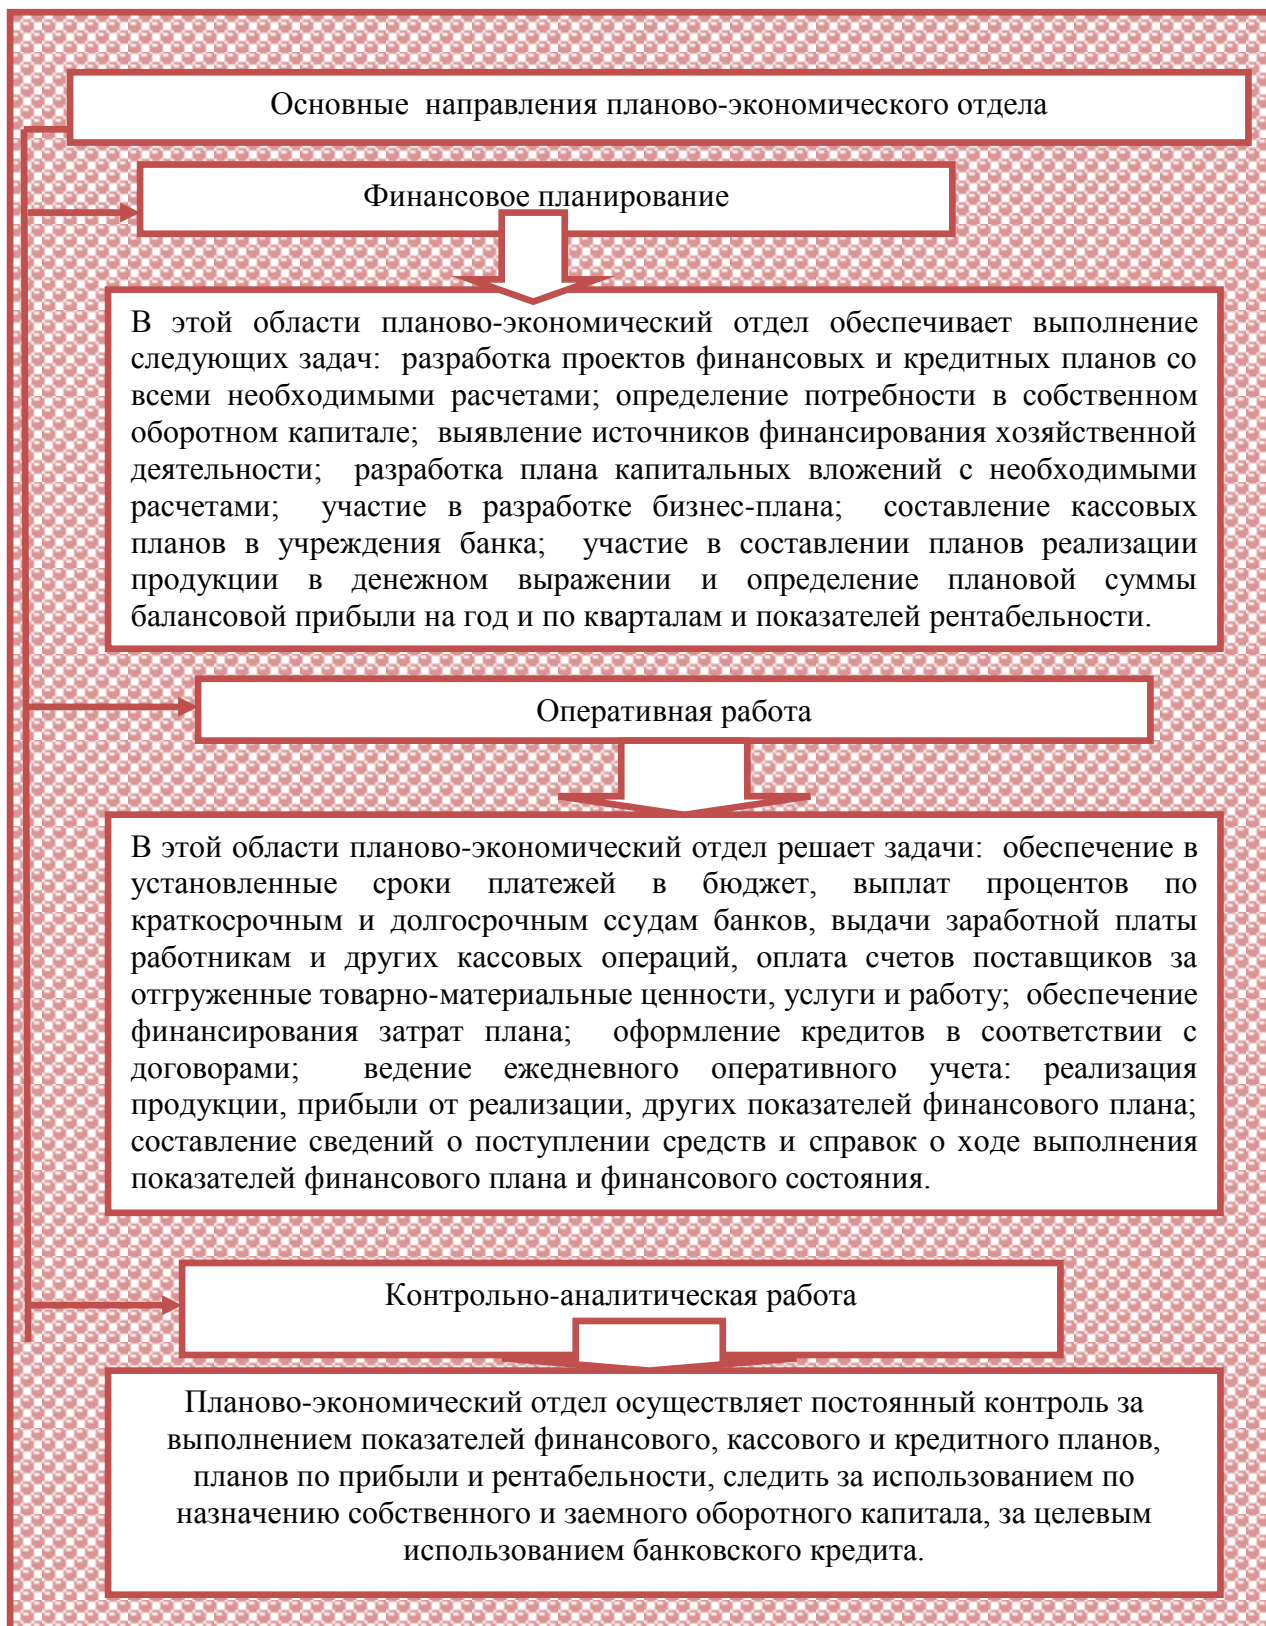 Основные направления планово-экономического отдела
Финансовое планирование
В этой области планово-экономический отдел обеспечивает выполнение
следующих задач: разработка проектов финансовых и кредитных планов со
всеми необходимыми расчетами; определение потребности в собственном
оборотном капитале; выявление источников финансирования хозяйственной
деятельности; разработка плана капитальных вложений с необходимыми
расчетами; участие в разработке бизнес-плана; составление кассовых
планов в учреждения банка; участие в составлении планов реализации
продукции в денежном выражении и определение плановой суммы
балансовой прибыли на год и по кварталам и показателей рентабельности.
Оперативная работа
В этой области планово-экономический отдел решает задачи: обеспечение в
установленные сроки платежей в бюджет, выплат процентов по
краткосрочным и долгосрочным ссудам банков, выдачи заработной платы
работникам и других кассовых операций, оплата счетов поставщиков за
отгруженные товарно-материальные ценности, услуги и работу; обеспечение
финансирования затрат плана; оформление кредитов в соответствии с
договорами; ведение ежедневного оперативного учета: реализация
продукции, прибыли от реализации, других показателей финансового плана;
составление сведений о поступлении средств и справок о ходе выполнения
показателей финансового плана и финансового состояния.
Контрольно-аналитическая работа
Планово-экономический отдел осуществляет постоянный контроль за
выполнением показателей финансового, кассового и кредитного планов,
планов по прибыли и рентабельности, следить за использованием по
назначению собственного и заемного оборотного капитала, за целевым
использованием банковского кредита.